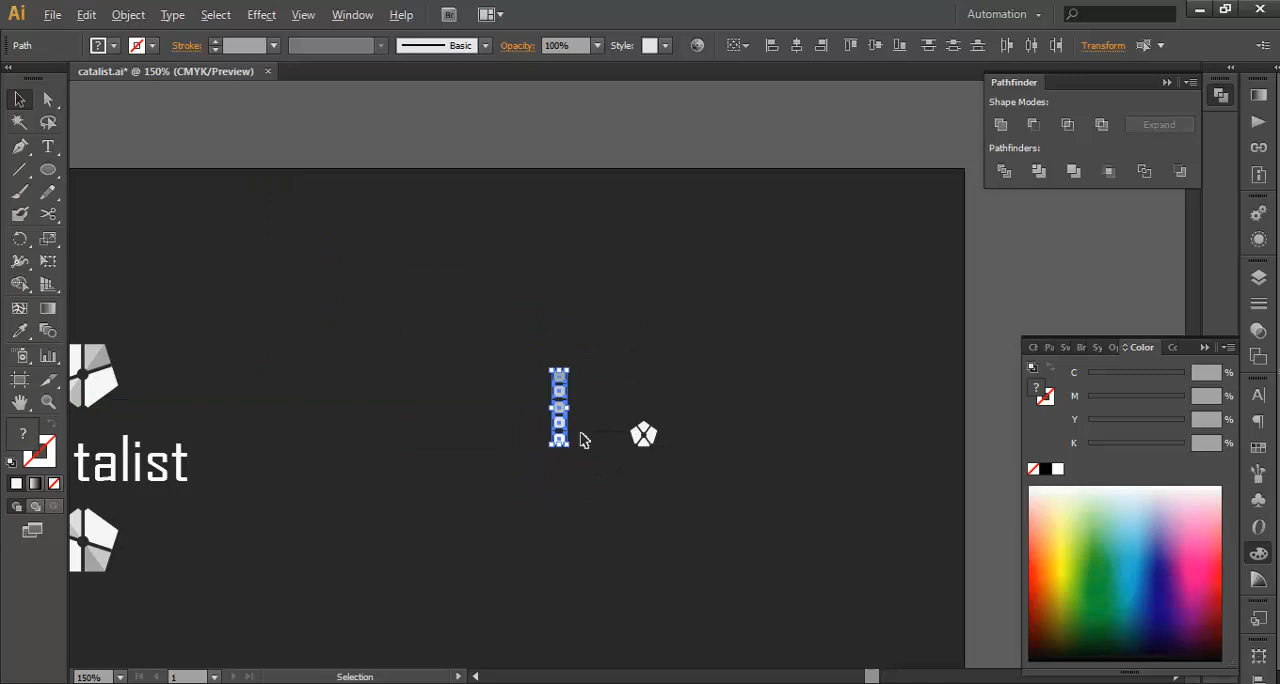 Ai File Edit Object Type Select Effect View Window Help Br Automation
Path Stroke: Basic Opacity: 100% Style: Transform
catalist.ai* @ 150% (CMYK/Preview) ×
Pathfinder
Shape Modes:
Expand
Pathfinders:
Color
C %
M %
Y %
K %
talist
150% 1 Selection